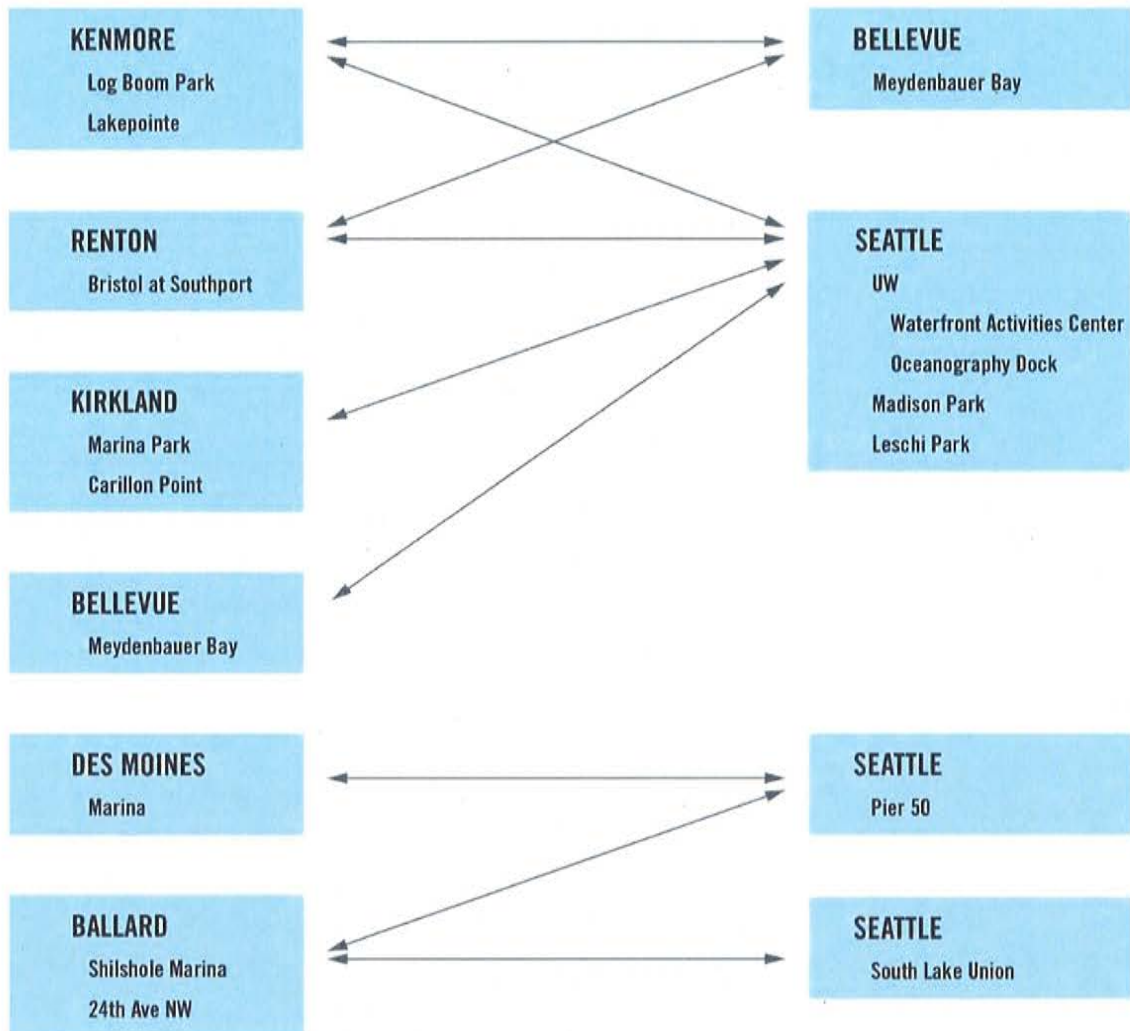 KENMORE
Log Boom Park
Lakepointe
RENTON
Bristol at Southport
KIRKLAND
Marina Park
Carillon Point
BELLEVUE
Meydenbauer Bay
DES MOINES
Marina
BALLARD
Shilshole Marina
24th Ave NW
BELLEVUE
Meydenbauer Bay
SEATTLE
UW
Waterfront Activities Center
Oceanography Dock
Madison Park
Leschi Park
SEATTLE
Pier 50
SEATTLE
South Lake Union